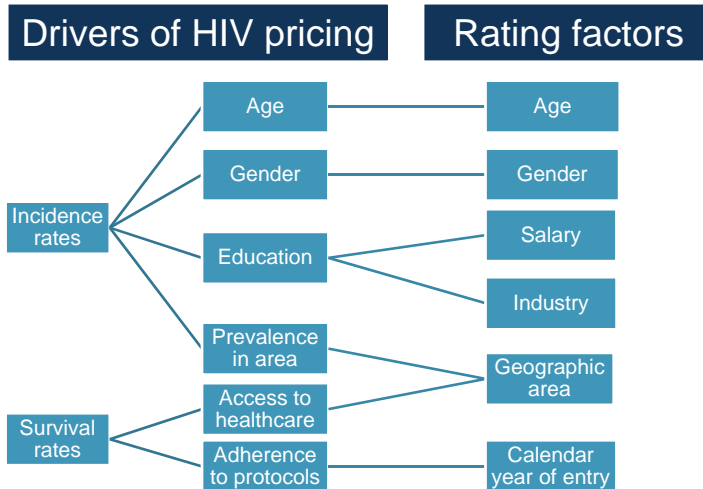 Drivers of HIV pricing
Rating factors
Age
Age
Gender
Gender
Incidence
rates
Education
Salary
Industry
Prevalence
in area
Geographic
area
Survival
rates
Access to
healthcare
Adherence
to protocols
Calendar
year of entry